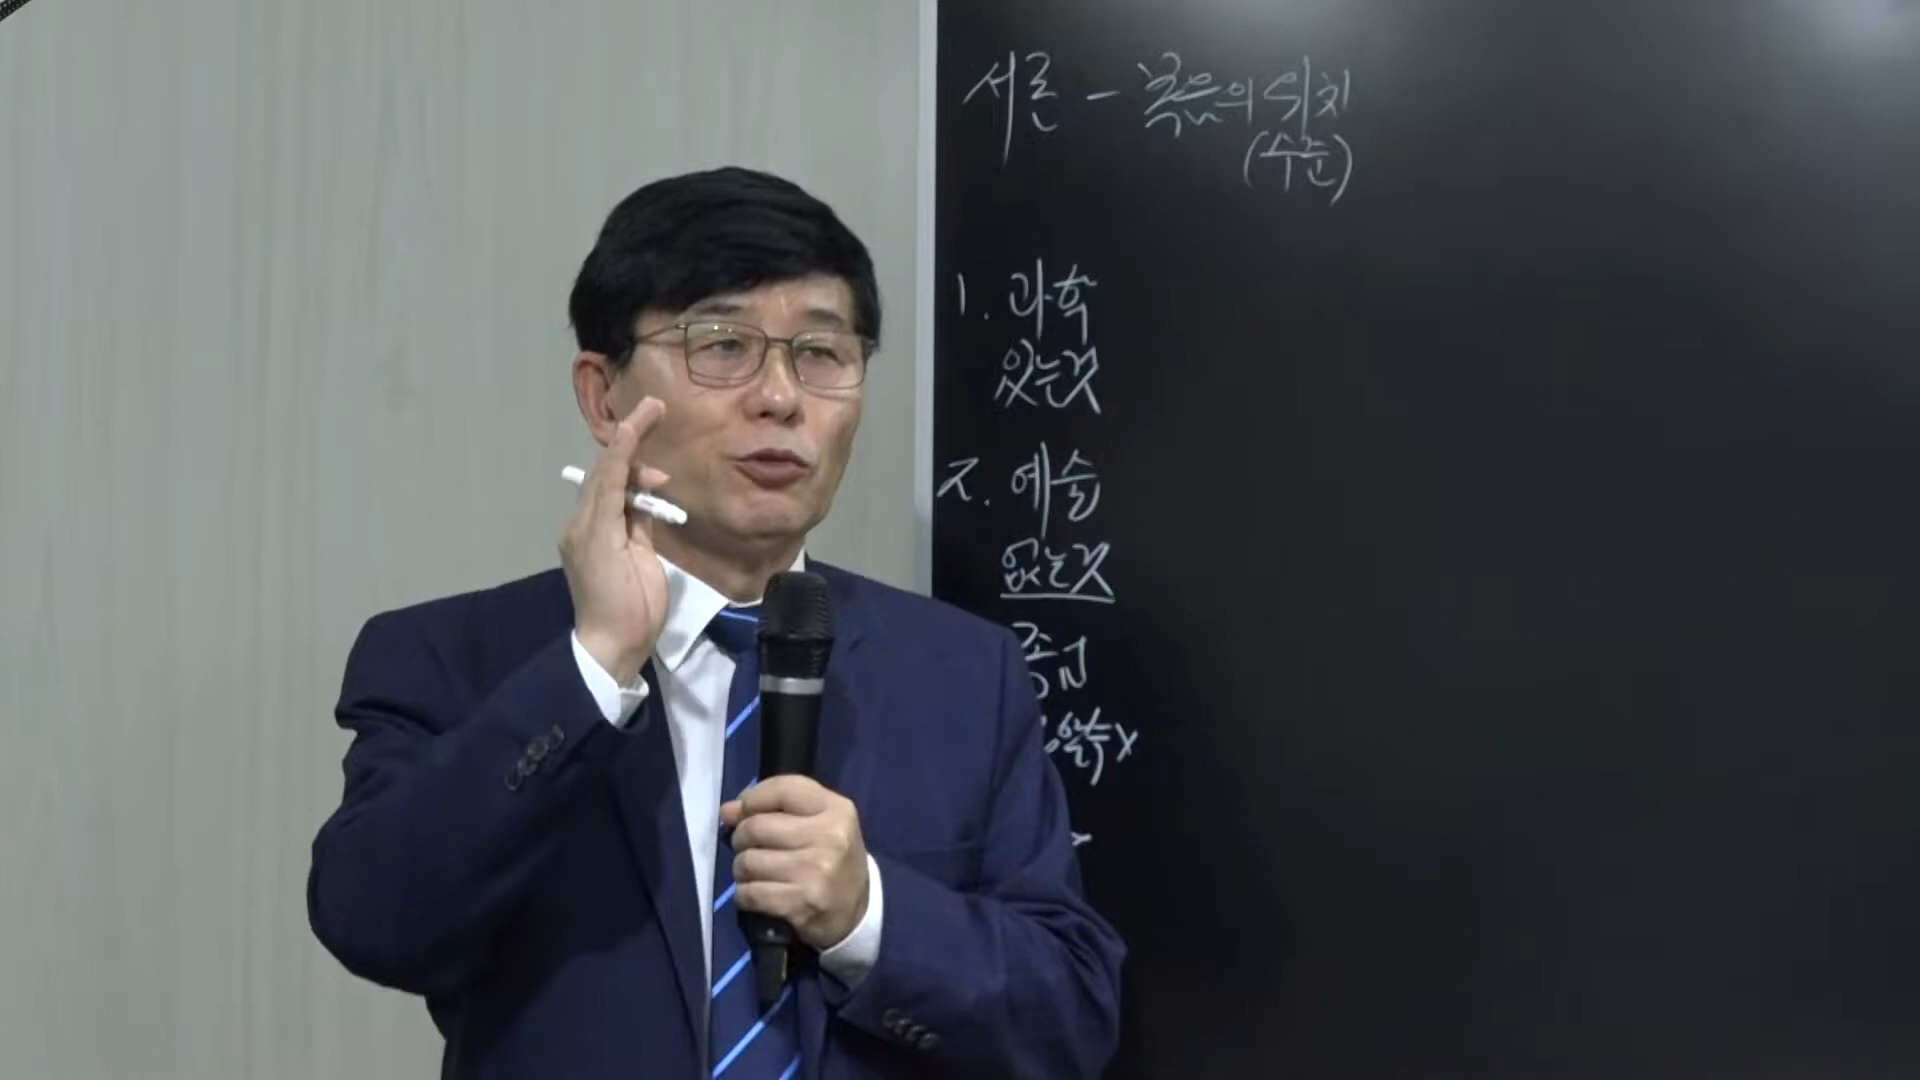 서론 - 복음의 위치
(수준)
1. 과학
있는것
2. 예술
없는것
종교